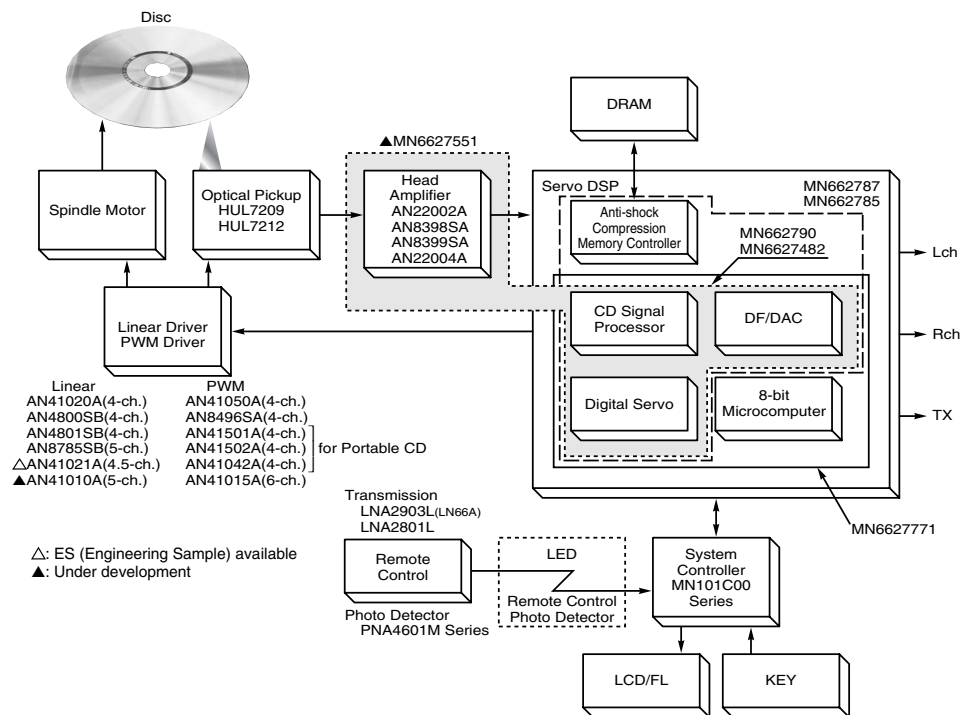 Disc
DRAM
▲MN6627551
Spindle Motor
Optical Pickup
HUL7209
HUL7212
Head
Amplifier
AN22002A
AN8398SA
AN8399SA
AN22004A
Servo DSP
MN662787
MN662785
Anti-shock
Compression
Memory Controller
MN662790
MN6627482
Lch
CD Signal
Processor
DF/DAC
Rch
Linear Driver
PWM Driver
Digital Servo
8-bit
Microcomputer
TX
Linear
AN41020A(4-ch.)
AN4800SB(4-ch.)
AN4801SB(4-ch.)
AN8785SB(5-ch.)
△AN41021A(4.5-ch.)
▲AN41010A(5-ch.)
PWM
AN41050A(4-ch.)
AN8496SA(4-ch.)
AN41501A(4-ch.)
AN41502A(4-ch.)
AN41042A(4-ch.)
AN41015A(6-ch.)
for Portable CD
MN6627771
Transmission
LNA2903L(LN66A)
LNA2801L
Remote
Control
Photo Detector
PNA4601M Series
LED
Remote Control
Photo Detector
System
Controller
MN101C00
Series
△: ES (Engineering Sample) available
▲: Under development
LCD/FL
KEY